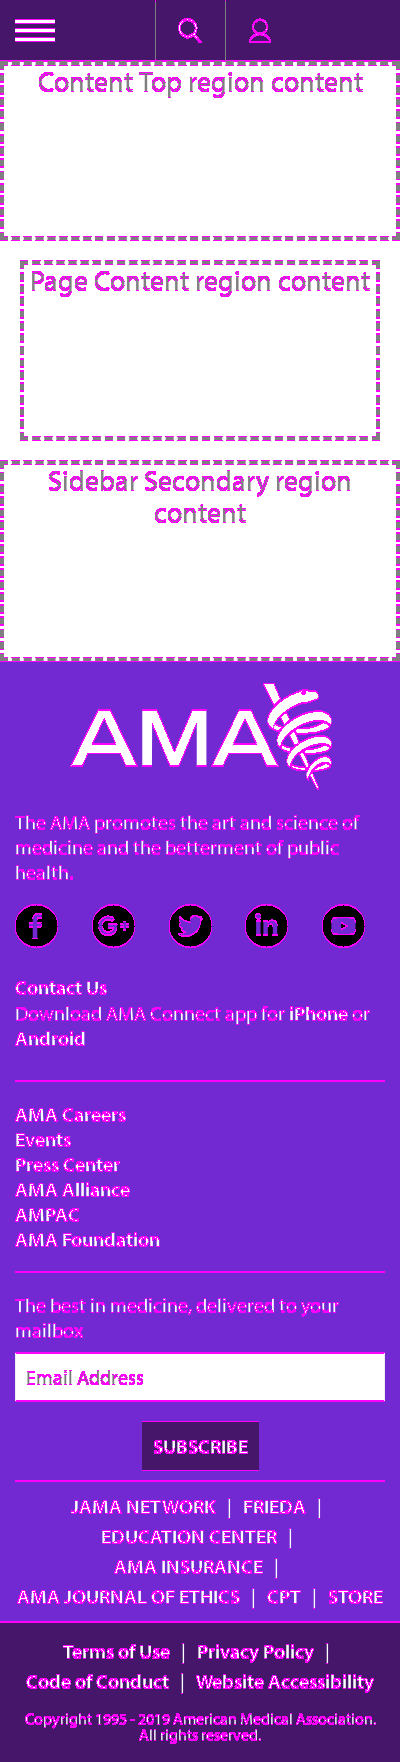 Content Top region content
Page Content region content
Sidebar Secondary region
content
AMA
The AMA promotes the art and science of
medicine and the betterment of public
health.
Contact Us
Download AMA Connect app for iPhone or
Android
AMA Careers
Events
Press Center
AMA Alliance
AMPAC
AMA Foundation
The best in medicine, delivered to your
mailbox
Email Address
SUBSCRIBE
JAMA NETWORK | FRIEDA |
EDUCATION CENTER |
AMA INSURANCE |
AMA JOURNAL OF ETHICS | CPT | STORE
Terms of Use | Privacy Policy |
Code of Conduct | Website Accessibility
Copyright 1995 - 2019 American Medical Association.
All rights reserved.